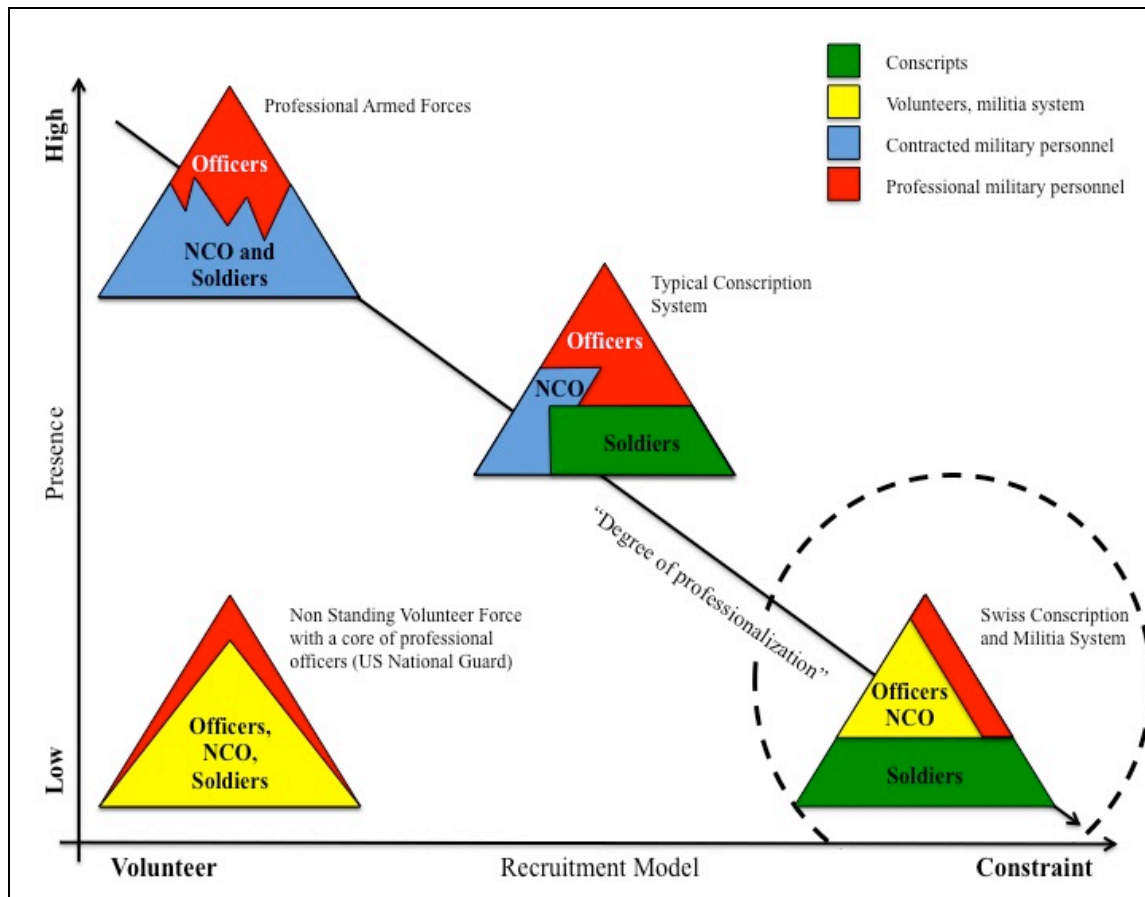 Conscripts
Volunteers, militia system
Contracted military personnel
Professional military personnel
High
Presence
Low
Professional Armed Forces
Officers
NCO and
Soldiers
Typical Conscription
System
Officers
NCO
Soldiers
“Degree of professionalization”
Non Standing Volunteer Force
with a core of professional
officers (US National Guard)
Officers,
NCO,
Soldiers
Swiss Conscription
and Militia System
Officers
NCO
Soldiers
Volunteer
Recruitment Model
Constraint